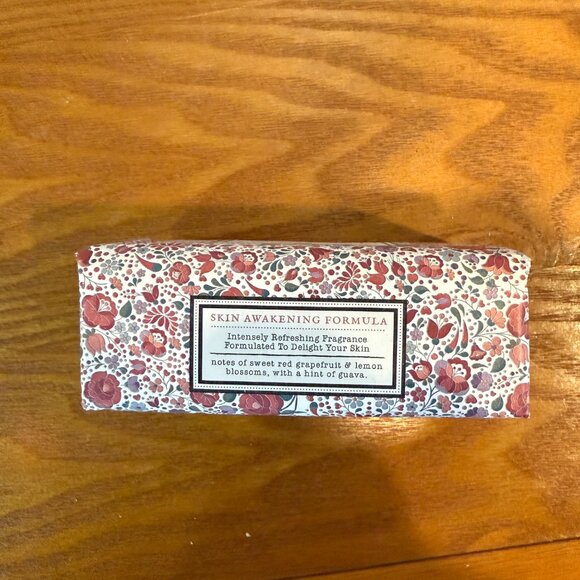 SKIN AWAKENING FORMULA
Intensely Refreshing Fragrance
Formulated To Delight Your Skin
notes of sweet red grapefruit & lemon
blossoms, with a hint of guava.